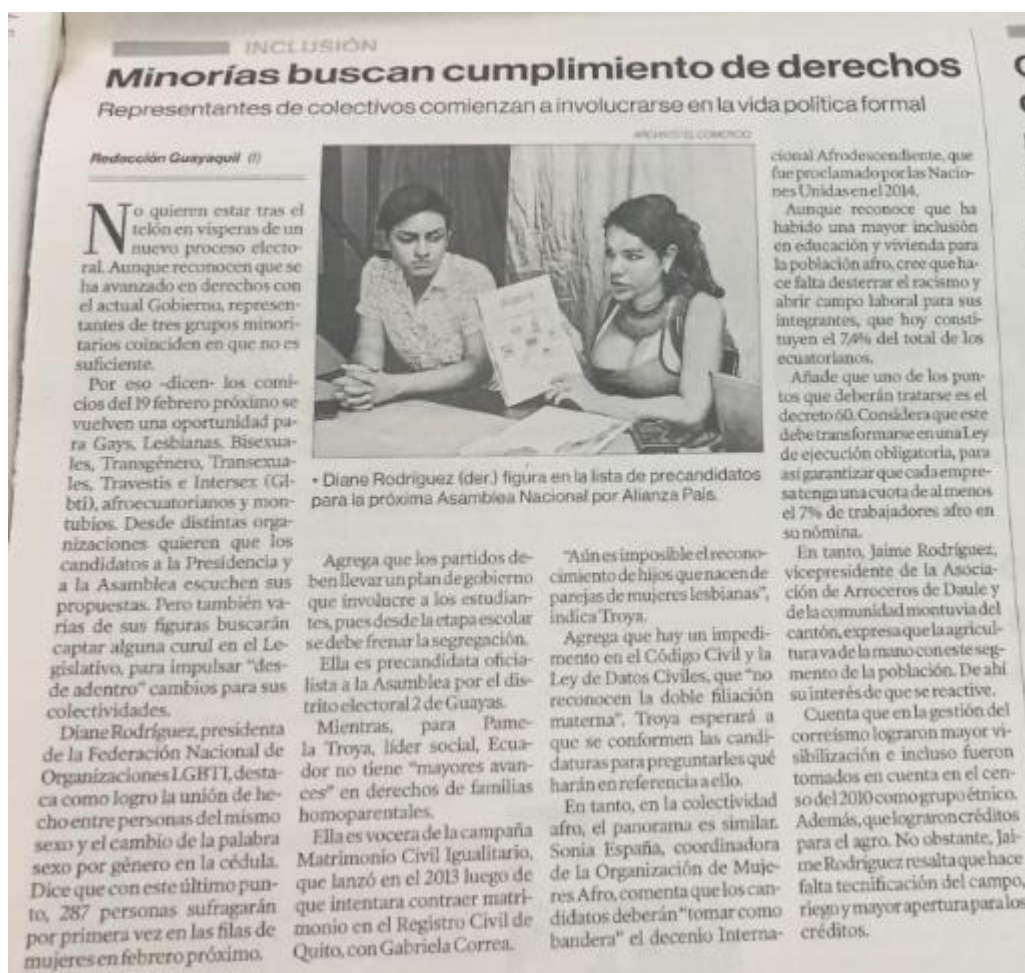 INCLUSIÓN
Minorías buscan cumplimiento de derechos
Representantes de colectivos comienzan a involucrarse en la vida política formal
ARCHIVO EL COMERCIO
Redacción Guayaquil (I)
No quieren estar tras el
telón en vísperas de un
nuevo proceso electo-
ral. Aunque reconocen que se
ha avanzado en derechos con
el actual Gobierno, represen-
tantes de tres grupos minori-
tarios coinciden en que no es
suficiente.
Por eso -dicen- los comi-
cios del 19 febrero próximo se
vuelven una oportunidad pa-
ra Gays, Lesbianas, Bisexua-
les, Transgénero, Transexua-
les, Travestis e Intersex (Gl-
bti), afroecuatorianos y mon-
tubios. Desde distintas orga-
nizaciones quieren que los
candidatos a la Presidencia y
a la Asamblea escuchen sus
propuestas. Pero también va-
rias de sus figuras buscarán
captar alguna curul en el Le-
gislativo, para impulsar “des-
de adentro” cambios para sus
colectividades.
Diane Rodríguez, presidenta
de la Federación Nacional de
Organizaciones LGBTI, desta-
ca como logro la unión de he-
cho entre personas del mismo
sexo y el cambio de la palabra
sexo por género en la cédula.
Dice que con este último pun-
to, 287 personas sufragarán
por primera vez en las filas de
mujeres en febrero próximo.
• Diane Rodríguez (der.) figura en la lista de precandidatos
para la próxima Asamblea Nacional por Alianza País.
Agrega que los partidos de-
ben llevar un plan de gobierno
que involucre a los estudian-
tes, pues desde la etapa escolar
se debe frenar la segregación.
Ella es precandidata oficia-
lista a la Asamblea por el dis-
trito electoral 2 de Guayas.
Mientras, para Pame-
la Troya, líder social, Ecua-
dor no tiene “mayores avan-
ces” en derechos de familias
homoparentales.
Ella es vocera de la campaña
Matrimonio Civil Igualitario,
que lanzó en el 2013 luego de
que intentara contraer matri-
monio en el Registro Civil de
Quito, con Gabriela Correa.
“Aún es imposible el recono-
cimiento de hijos que nacen de
parejas de mujeres lesbianas”,
indica Troya.
Agrega que hay un impedi-
mento en el Código Civil y la
Ley de Datos Civiles, que “no
reconocen la doble filiación
materna”. Troya esperará a
que se conformen las candi-
daturas para preguntarles qué
harán en referencia a ello.
En tanto, en la colectividad
afro, el panorama es similar.
Sonia España, coordinadora
de la Organización de Muje-
res Afro, comenta que los can-
didatos deberán “tomar como
bandera” el decenio Interna-
cional Afrodescendiente, que
fue proclamado por las Nacio-
nes Unidas en el 2014.
Aunque reconoce que ha
habido una mayor inclusión
en educación y vivienda para
la población afro, cree que ha-
ce falta desterrar el racismo y
abrir campo laboral para sus
integrantes, que hoy consti-
tuyen el 7,4% del total de los
ecuatorianos.
Añade que uno de los pun-
tos que deberán tratarse es el
decreto 60. Considera que este
debe transformarse en una Ley
de ejecución obligatoria, para
así garantizar que cada empre-
sa tenga una cuota de al menos
el 7% de trabajadores afro en
su nómina.
En tanto, Jaime Rodríguez,
vicepresidente de la Asocia-
ción de Arroceros de Daule y
de la comunidad montuvia del
cantón, expresa que la agricul-
tura va de la mano con este seg-
mento de la población. De ahí
su interés de que se reactive.
Cuenta que en la gestión del
correísmo lograron mayor vi-
sibilización e incluso fueron
tomados en cuenta en el cen-
so del 2010 como grupo étnico.
Además, que lograron créditos
para el agro. No obstante, Jai-
me Rodríguez resalta que hace
falta tecnificación del campo,
riego y mayor apertura para los
créditos.